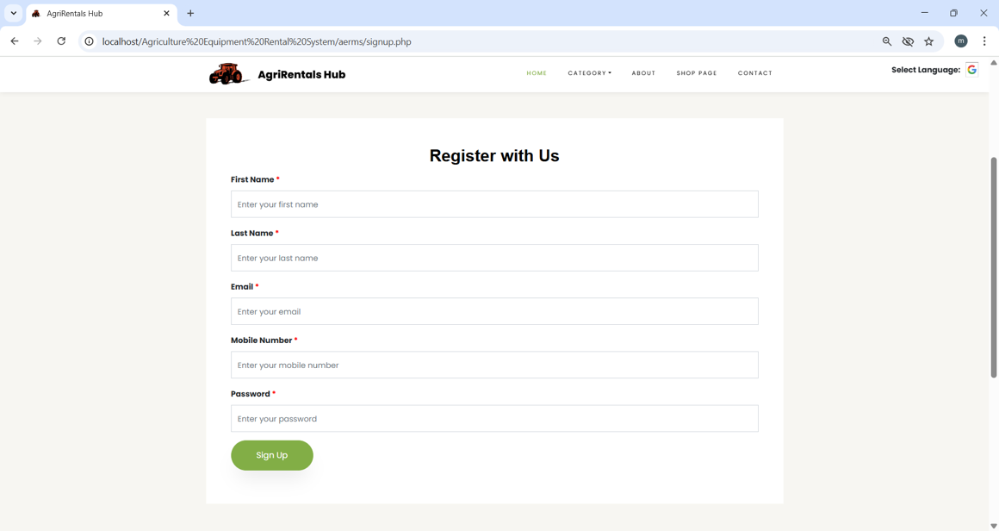 AgriRentals Hub
localhost/Agriculture%20Equipment%20Rental%20System/aerms/signup.php
m
AgriRentals Hub
HOME
CATEGORY
ABOUT
SHOP PAGE
CONTACT
Select Language:
G
Register with Us
First Name *
Enter your first name
Last Name *
Enter your last name
Email *
Enter your email
Mobile Number *
Enter your mobile number
Password *
Enter your password
Sign Up